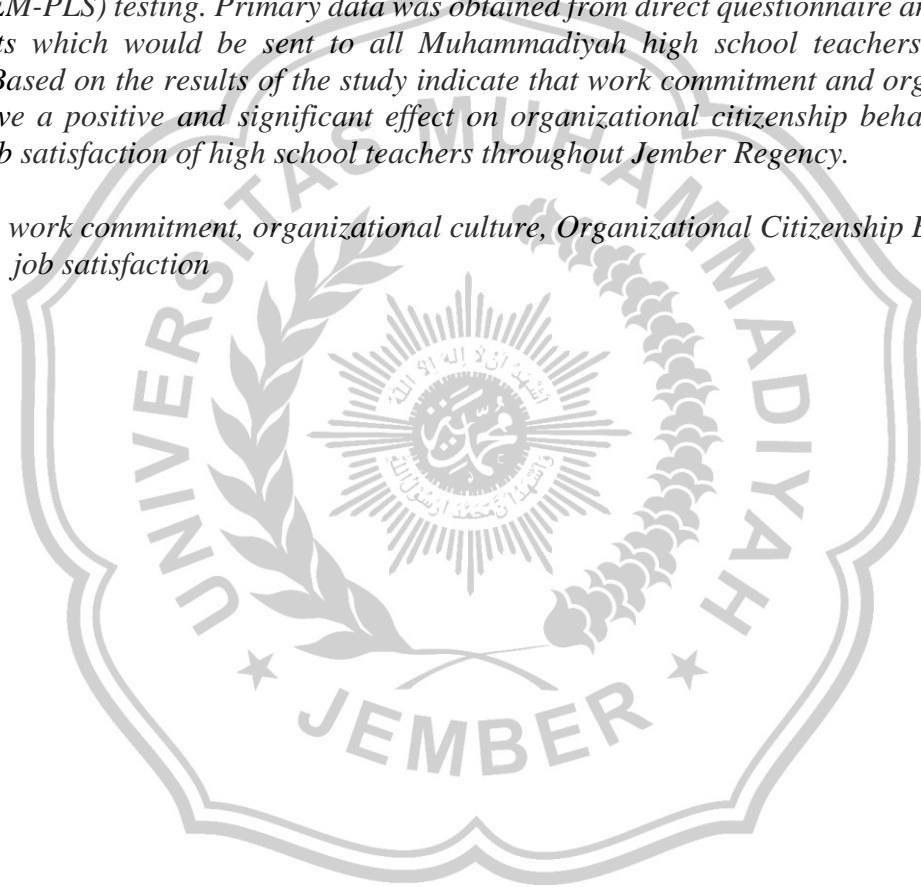 EM-PLS) testing. Primary data was obtained from direct questionnaire an
ts which would be sent to all Muhammadiyah high school teachers
Based on the results of the study indicate that work commitment and org
ve a positive and significant effect on organizational citizenship beha
b satisfaction of high school teachers throughout Jember Regency.
work commitment, organizational culture, Organizational Citizenship B
job satisfaction
UNIVERSITAS MUHAMMADIYAH
JEMBER